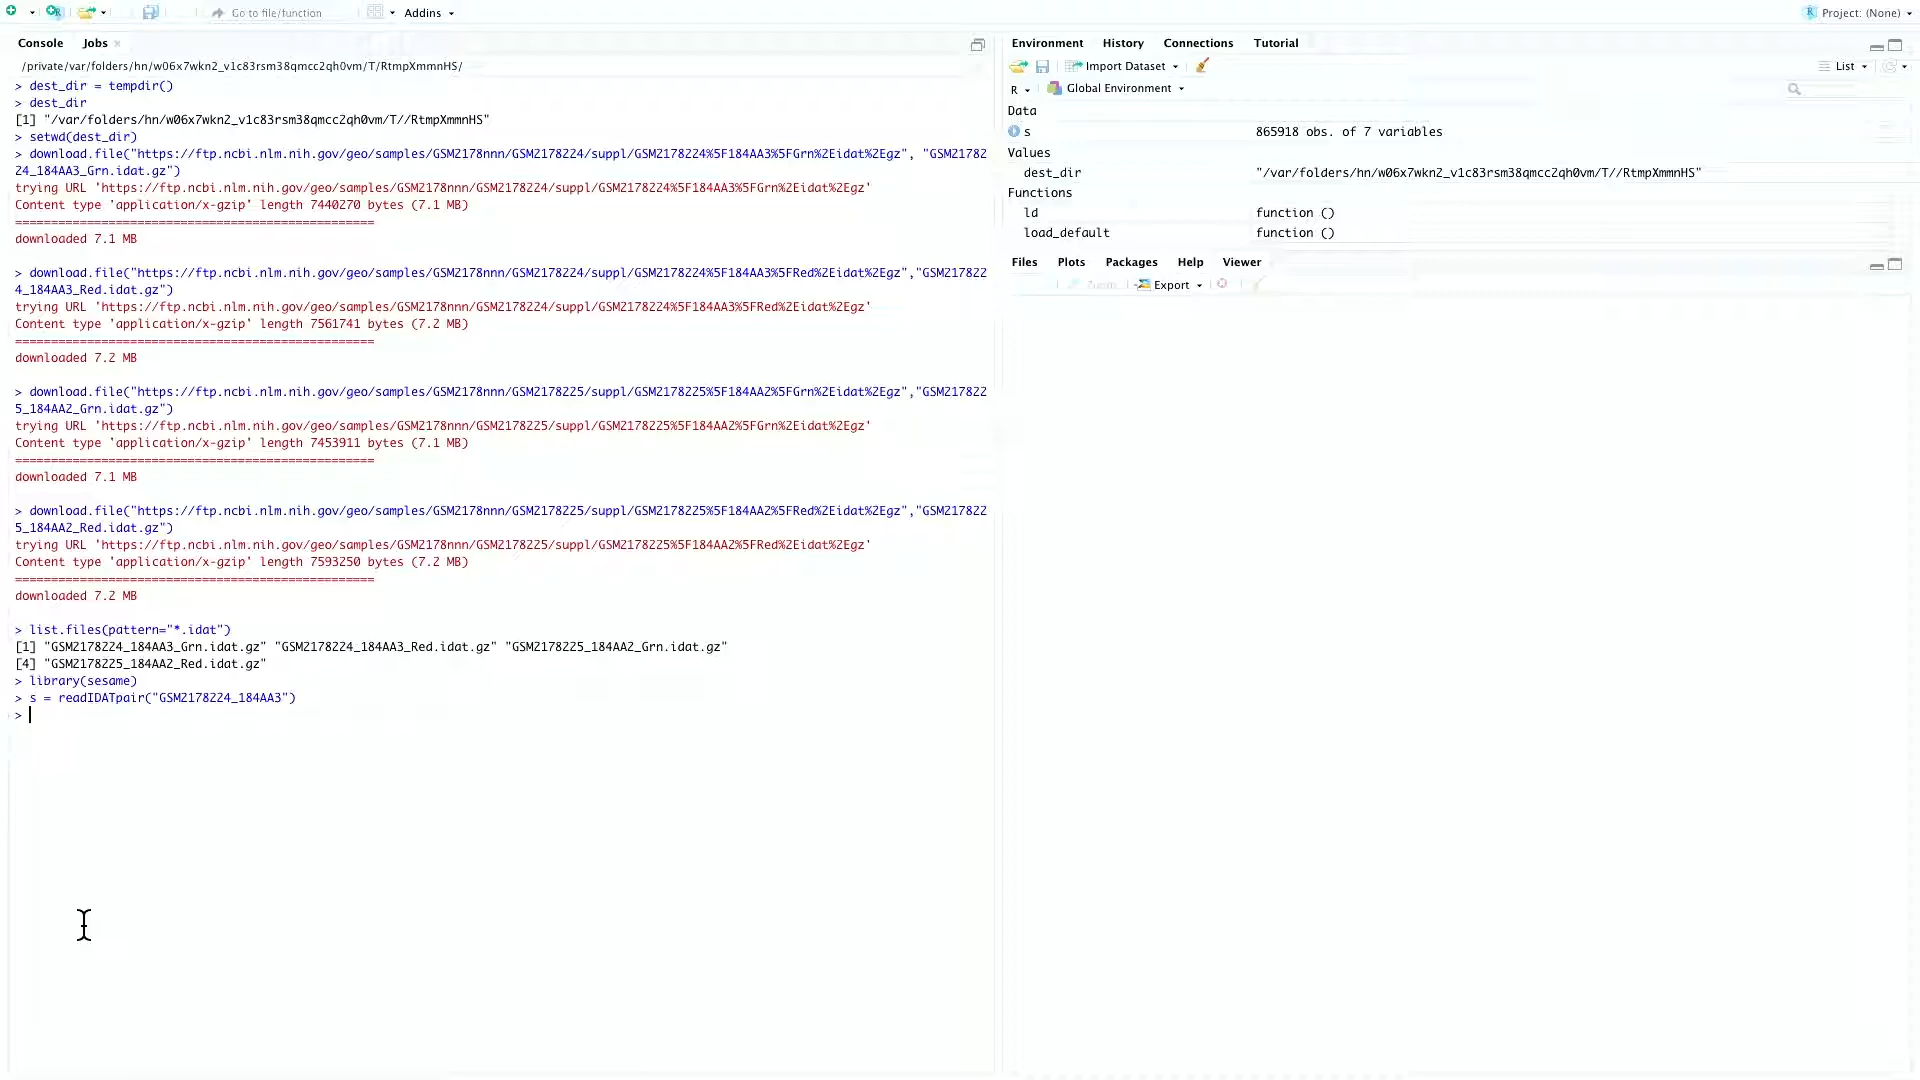 Go to file/function
Addins
Project: (None)
Console Jobs
/private/var/folders/hn/w06x7wkn2_v1c83rsm38qmcc2qh0vm/T/RtmpXmmnHS/
> dest_dir = tempdir()
> dest_dir
[1] "/var/folders/hn/w06x7wkn2_v1c83rsm38qmcc2qh0vm/T//RtmpXmmnHS"
> setwd(dest_dir)
> download.file("https://ftp.ncbi.nlm.nih.gov/geo/samples/GSM2178nnn/GSM2178224/suppl/GSM2178224%5F184AA3%5FGrn%2Eidat%2Egz", "GSM21782
24_184AA3_Grn.idat.gz")
trying URL 'https://ftp.ncbi.nlm.nih.gov/geo/samples/GSM2178nnn/GSM2178224/suppl/GSM2178224%5F184AA3%5FGrn%2Eidat%2Egz'
Content type 'application/x-gzip' length 7440270 bytes (7.1 MB)
==================================================
downloaded 7.1 MB
> download.file("https://ftp.ncbi.nlm.nih.gov/geo/samples/GSM2178nnn/GSM2178224/suppl/GSM2178224%5F184AA3%5FRed%2Eidat%2Egz","GSM217822
4_184AA3_Red.idat.gz")
trying URL 'https://ftp.ncbi.nlm.nih.gov/geo/samples/GSM2178nnn/GSM2178224/suppl/GSM2178224%5F184AA3%5FRed%2Eidat%2Egz'
Content type 'application/x-gzip' length 7561741 bytes (7.2 MB)
==================================================
downloaded 7.2 MB
> download.file("https://ftp.ncbi.nlm.nih.gov/geo/samples/GSM2178nnn/GSM2178225/suppl/GSM2178225%5F184AA2%5FGrn%2Eidat%2Egz","GSM217822
5_184AA2_Grn.idat.gz")
trying URL 'https://ftp.ncbi.nlm.nih.gov/geo/samples/GSM2178nnn/GSM2178225/suppl/GSM2178225%5F184AA2%5FGrn%2Eidat%2Egz'
Content type 'application/x-gzip' length 7453911 bytes (7.1 MB)
==================================================
downloaded 7.1 MB
> download.file("https://ftp.ncbi.nlm.nih.gov/geo/samples/GSM2178nnn/GSM2178225/suppl/GSM2178225%5F184AA2%5FRed%2Eidat%2Egz","GSM217822
5_184AA2_Red.idat.gz")
trying URL 'https://ftp.ncbi.nlm.nih.gov/geo/samples/GSM2178nnn/GSM2178225/suppl/GSM2178225%5F184AA2%5FRed%2Eidat%2Egz'
Content type 'application/x-gzip' length 7593250 bytes (7.2 MB)
==================================================
downloaded 7.2 MB
> list.files(pattern="*.idat")
[1] "GSM2178224_184AA3_Grn.idat.gz" "GSM2178224_184AA3_Red.idat.gz" "GSM2178225_184AA2_Grn.idat.gz"
[4] "GSM2178225_184AA2_Red.idat.gz"
> library(sesame)
> s = readIDATpair("GSM2178224_184AA3")
>
Environment History Connections Tutorial
Import Dataset List
R Global Environment
Data
s 865918 obs. of 7 variables
Values
dest_dir "/var/folders/hn/w06x7wkn2_v1c83rsm38qmcc2qh0vm/T//RtmpXmmnHS"
Functions
ld function ()
load_default function ()
Files Plots Packages Help Viewer
Zoom Export